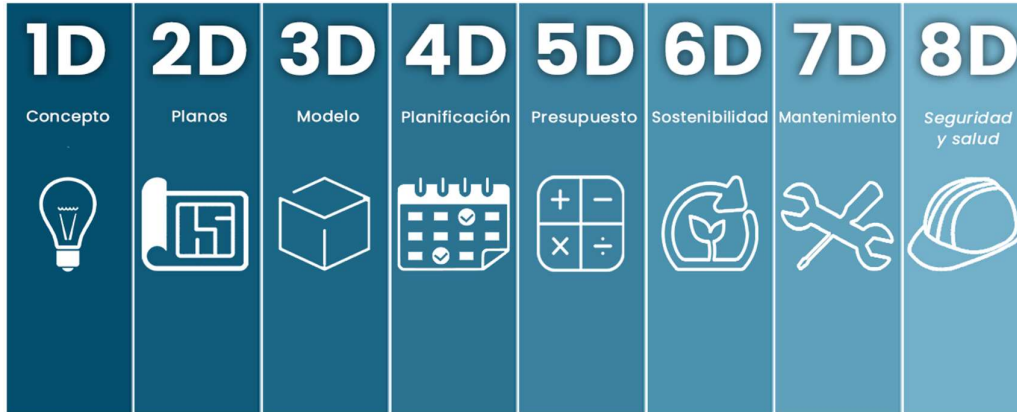 1D
2D
3D
4D
5D
6D
7D
8D
Concepto
Planos
Modelo
Planificación
Presupuesto
Sostenibilidad
Mantenimiento
Seguridad
y salud